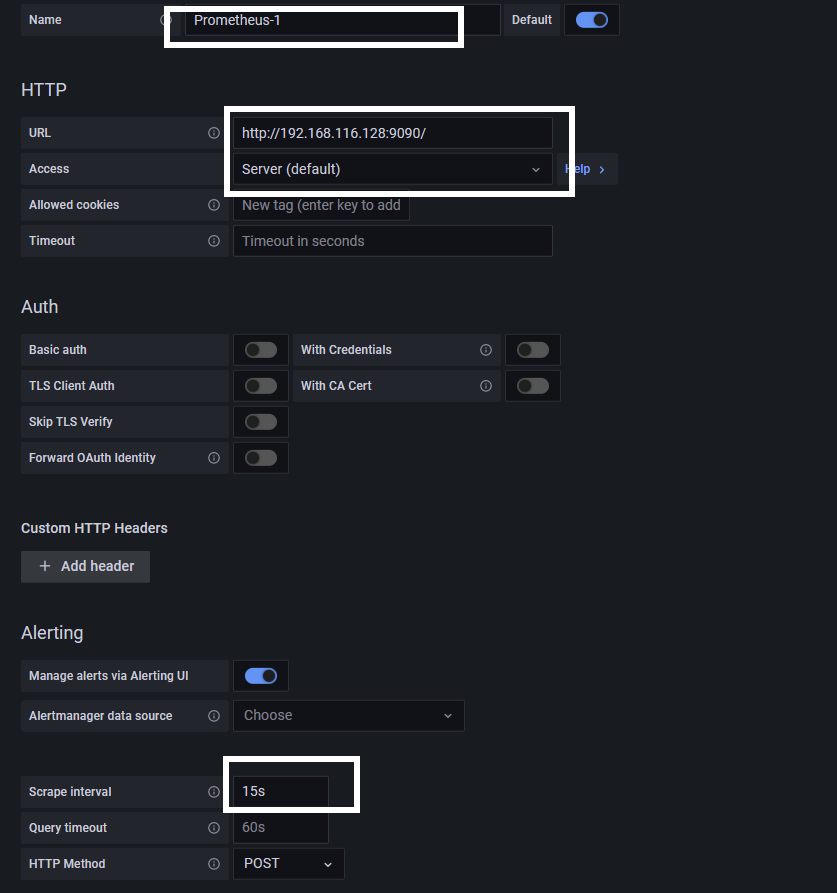 Name Prometheus-1 Default
HTTP
URL http://192.168.116.128:9090/
Access Server (default) Help >
Allowed cookies New tag (enter key to add
Timeout Timeout in seconds
Auth
Basic auth With Credentials
TLS Client Auth With CA Cert
Skip TLS Verify
Forward OAuth Identity
Custom HTTP Headers
+ Add header
Alerting
Manage alerts via Alerting UI
Alertmanager data source Choose
Scrape interval 15s
Query timeout 60s
HTTP Method POST